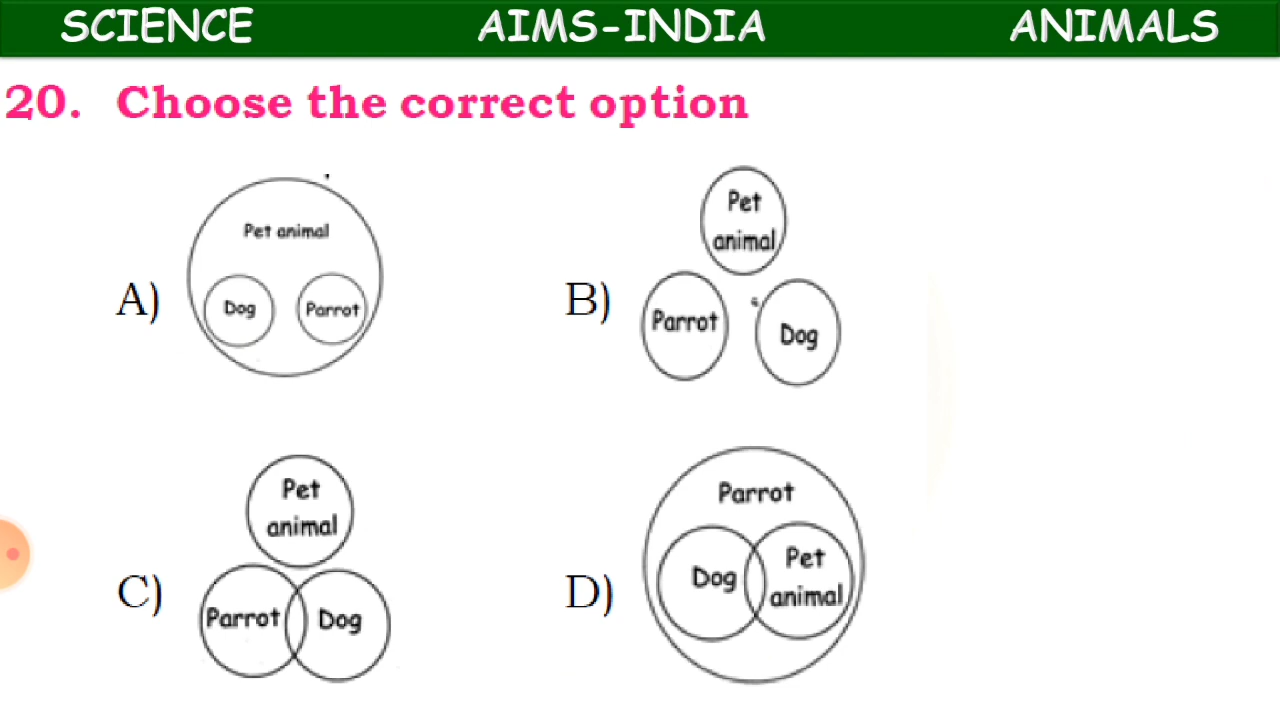 SCIENCE AIMS-INDIA ANIMALS
20. Choose the correct option
A)
Pet animal
Dog
Parrot
B)
Pet
animal
Parrot
Dog
C)
Pet
animal
Parrot
Dog
D)
Parrot
Dog
Pet
animal